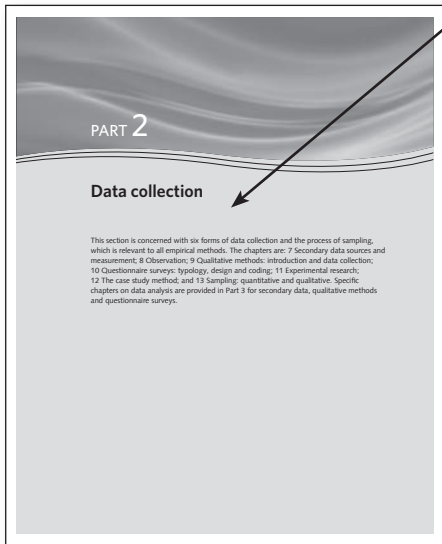 PART 2
Data collection
This section is concerned with six forms of data collection and the process of sampling,
which is relevant to all empirical methods. The chapters are: 7 Secondary data sources and
measurement; 8 Observation; 9 Qualitative methods: introduction and data collection;
10 Questionnaire surveys: typology, design and coding; 11 Experimental research;
12 The case study method; and 13 Sampling: quantitative and qualitative. Specific
chapters on data analysis are provided in Part 3 for secondary data, qualitative methods
and questionnaire surveys.